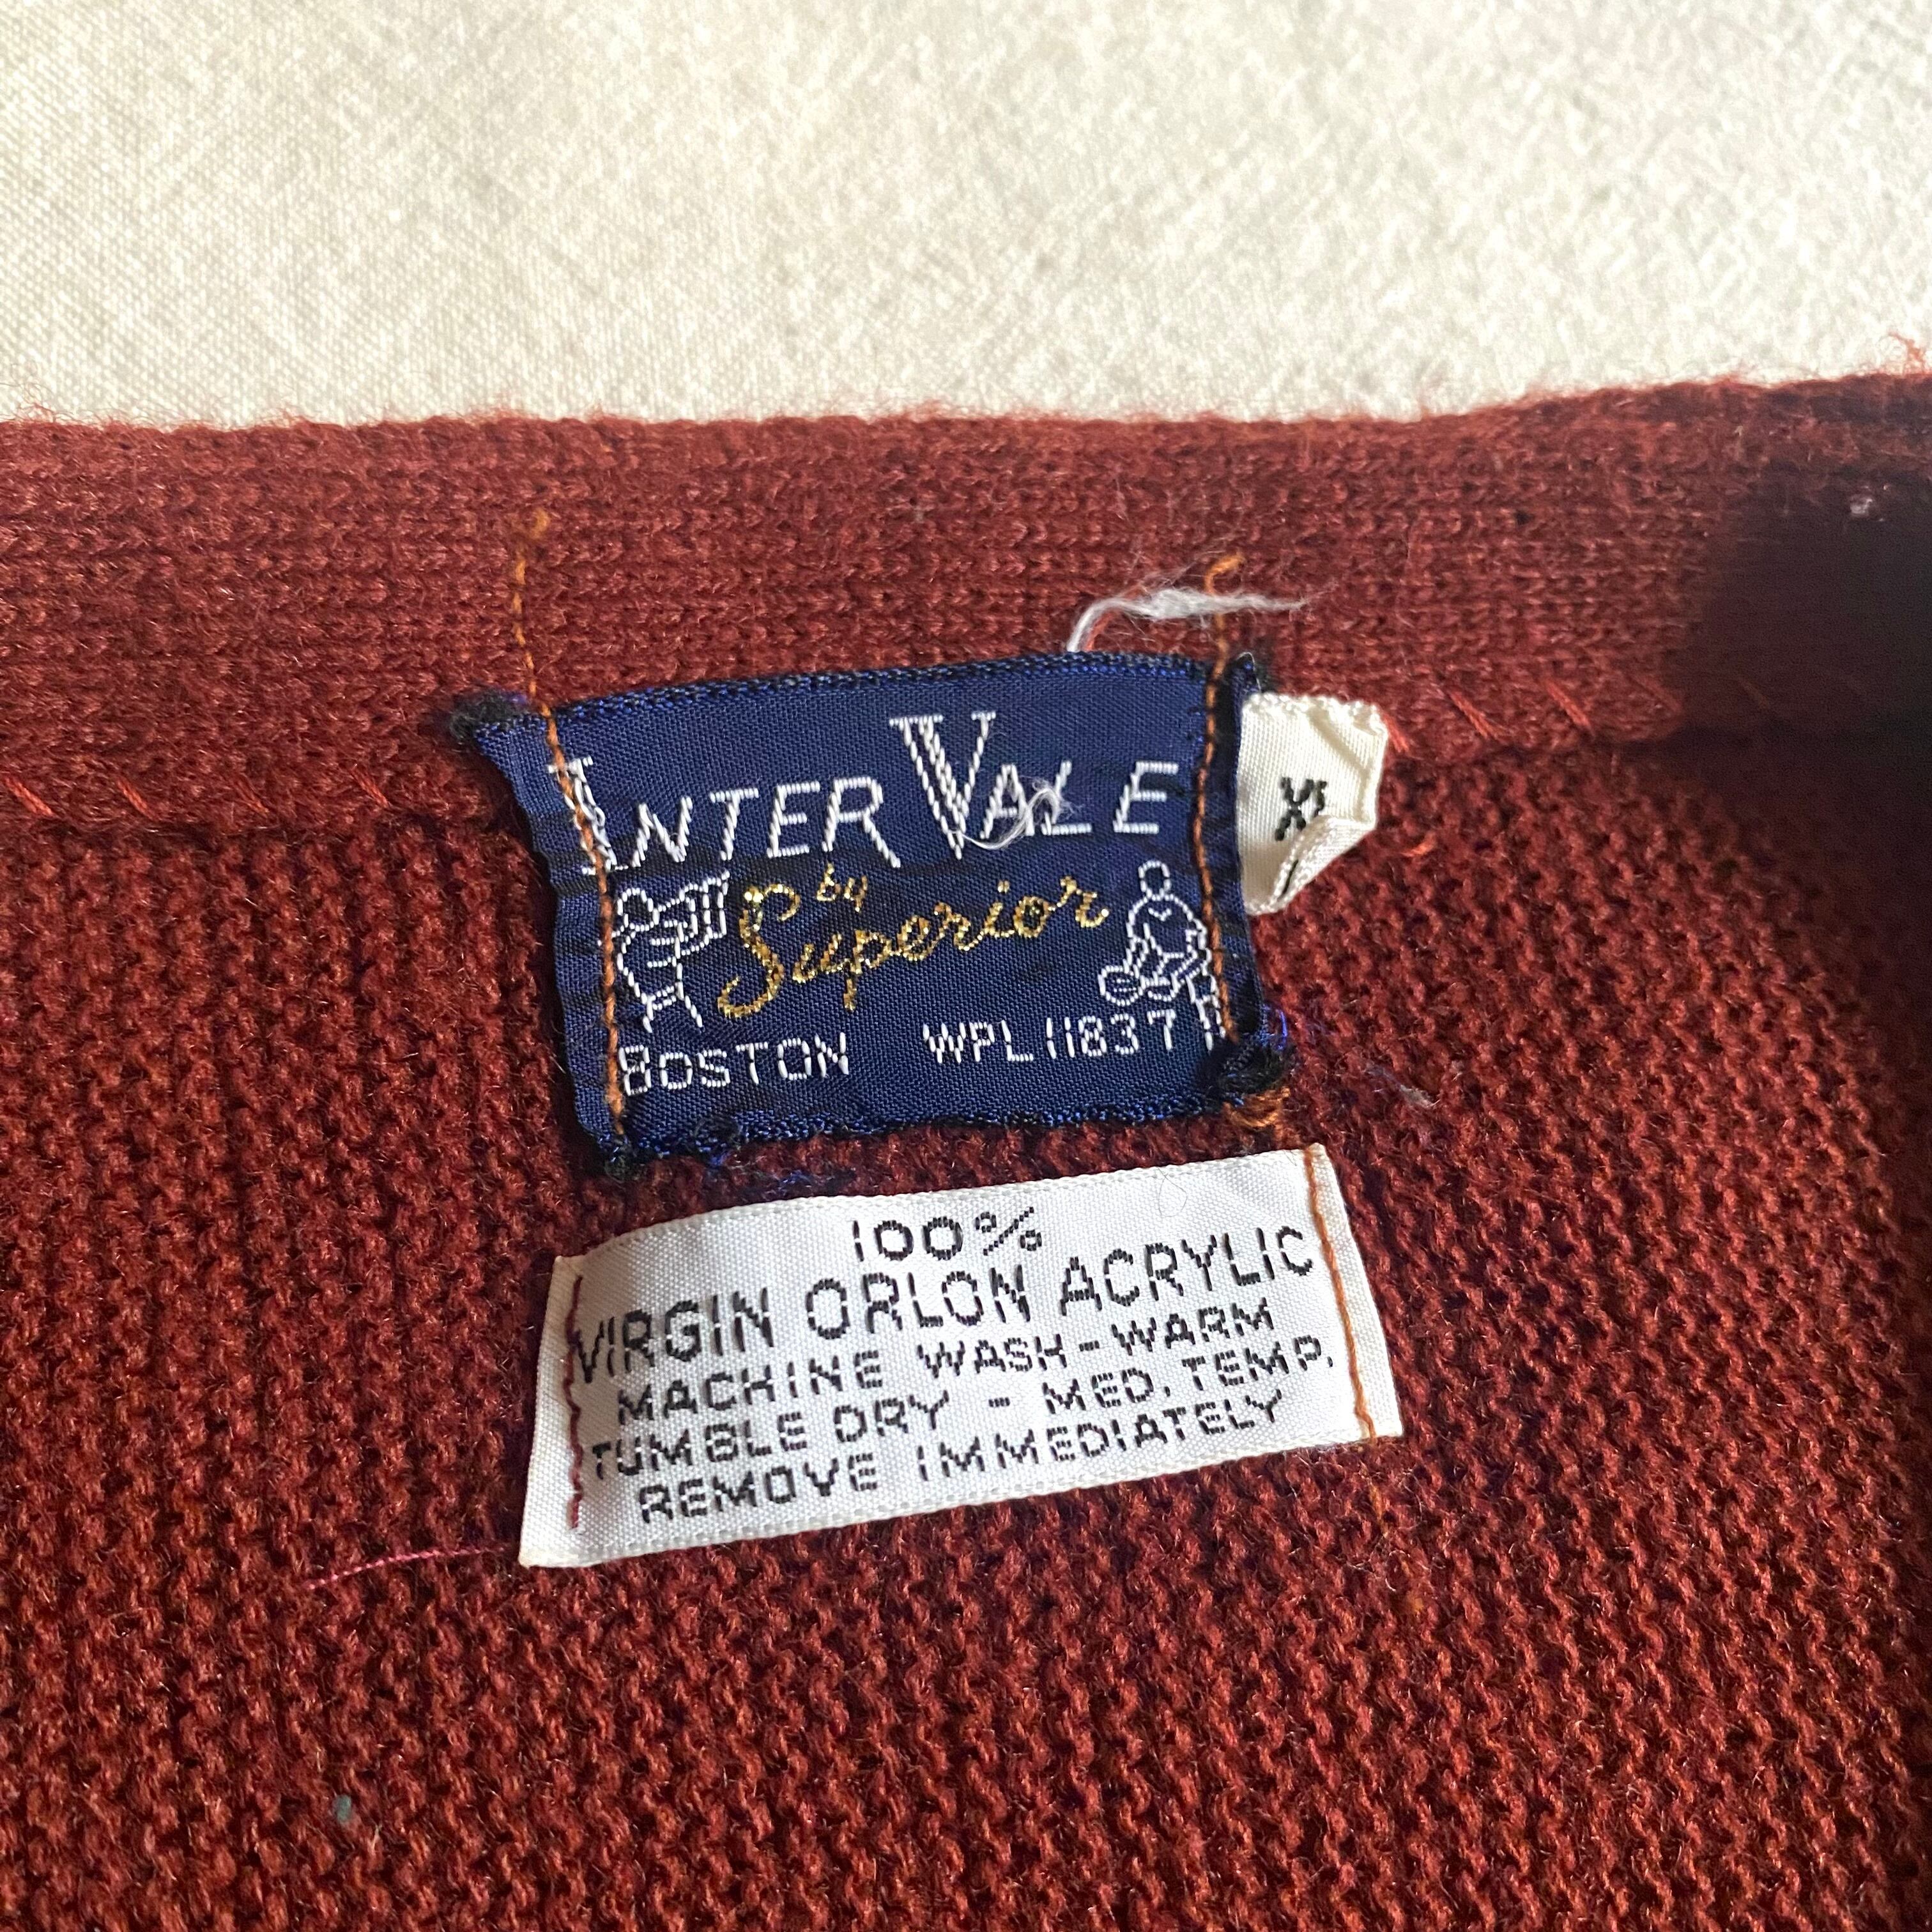 INTER VALE
by
Superior
BOSTON WPL 11837
XL
100%
VIRGIN ORLON ACRYLIC
MACHINE WASH-WARM
TUMBLE DRY - MED. TEMP.
REMOVE IMMEDIATELY